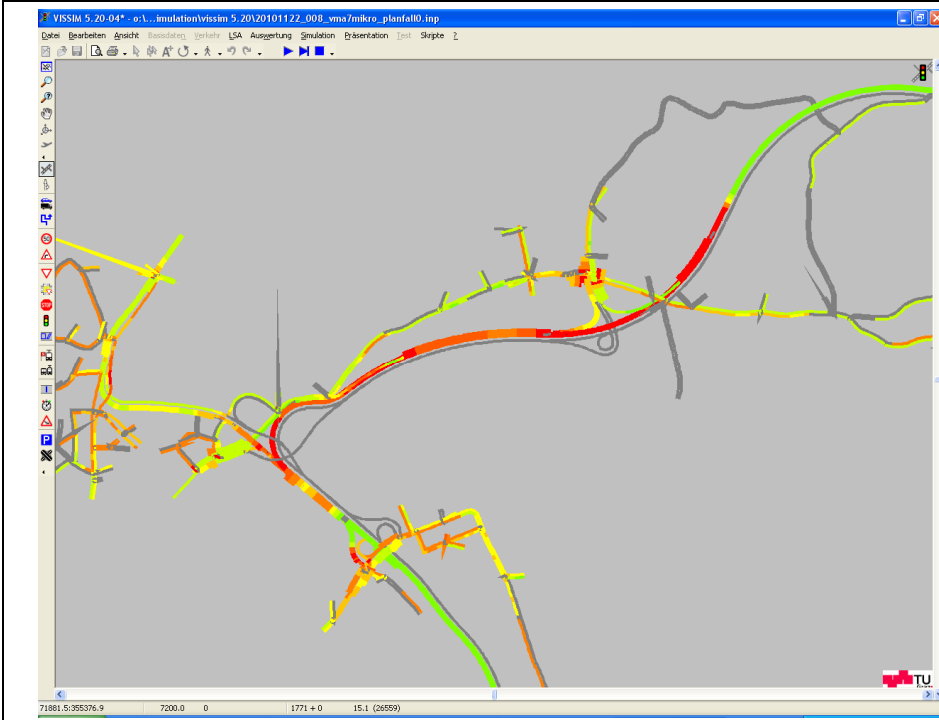 VISSIM 5.20-04* - o:\...imulation\vissim 5.20\20101122_008_vma7mikro_planfall0.inp
Datei Bearbeiten Ansicht Basisdaten Verkehr LSA Auswertung Simulation Präsentation Test Skripte ?
STOP
P
TU
71881.5:355376.9 7200.0 0 1771 + 0 15.1 (26559)